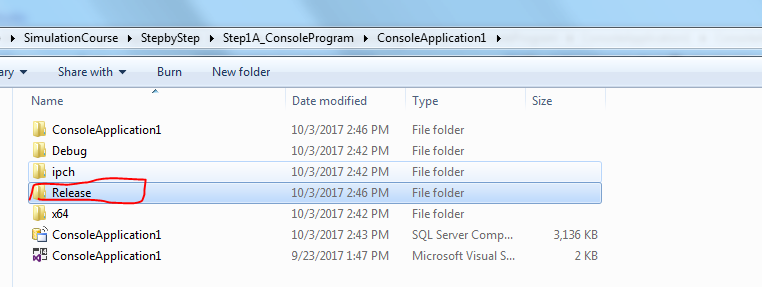 SimulationCourse ▸ StepbyStep ▸ Step1A_ConsoleProgram ▸ ConsoleApplication1 ▸
ary Share with Burn New folder
Name Date modified Type Size
ConsoleApplication1 10/3/2017 2:46 PM File folder
Debug 10/3/2017 2:42 PM File folder
ipch 10/3/2017 2:42 PM File folder
Release 10/3/2017 2:46 PM File folder
x64 10/3/2017 2:42 PM File folder
ConsoleApplication1 10/3/2017 2:43 PM SQL Server Comp... 3,136 KB
ConsoleApplication1 9/23/2017 1:47 PM Microsoft Visual S... 2 KB